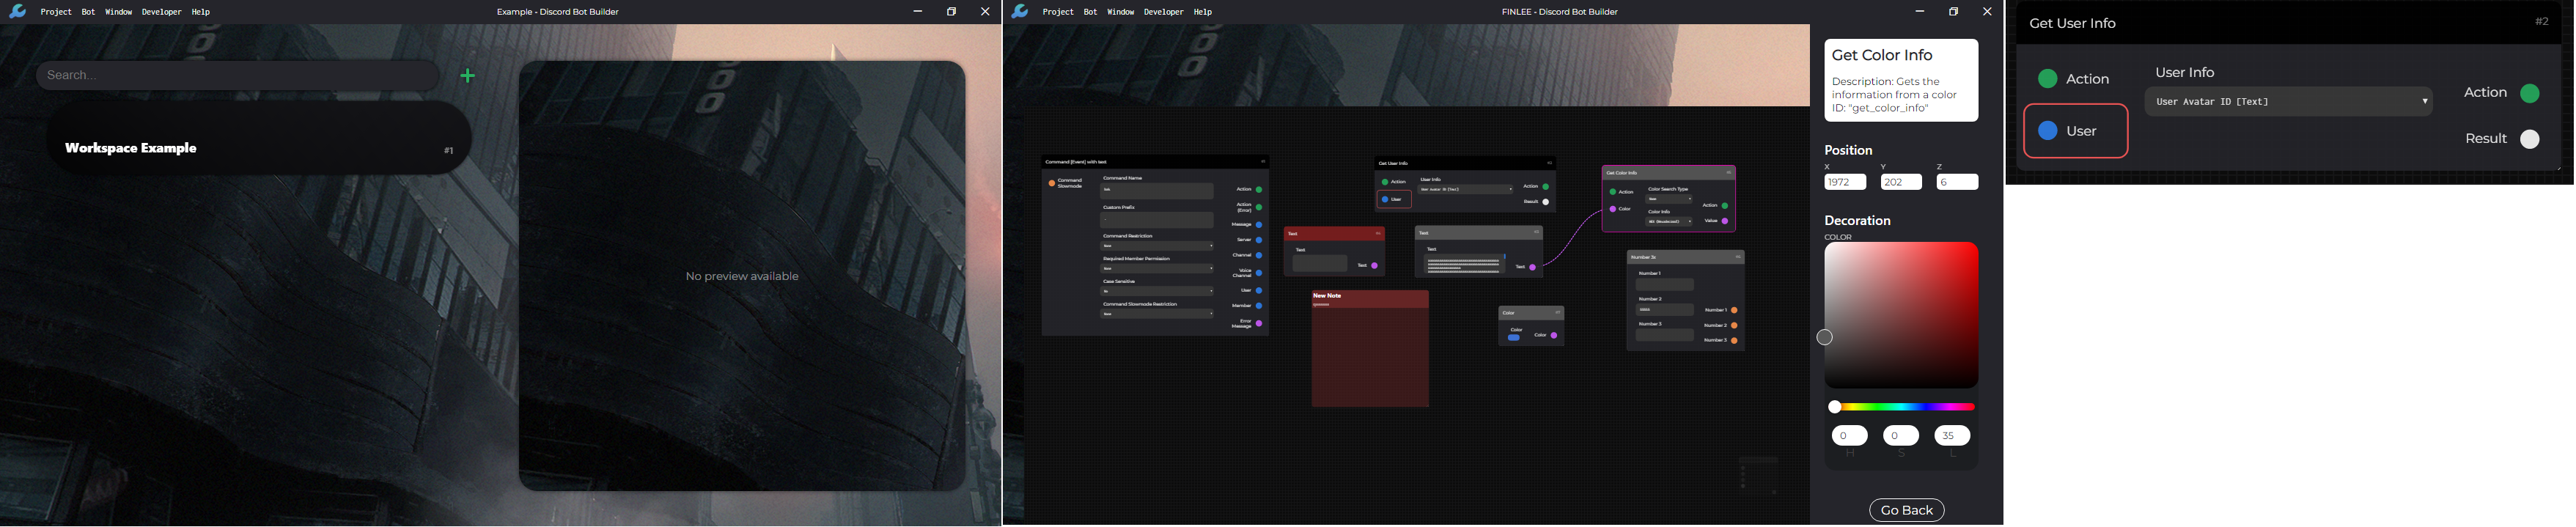 Project Bot Window Developer Help
Example - Discord Bot Builder
Search...
Workspace Example
#1
No preview available
Project Bot Window Developer Help
FINLEE - Discord Bot Builder
Command [Event] with text
Command Slowmode
Command Name
Custom Prefix
Command Restriction
Required Member Permission
Case Sensitive
Command Slowmode Restriction
Action
Action (Error)
Message
Server
Channel
Voice Channel
User
Member
Error Message
Get User Info
Action
User
User Info
User Avatar ID [Text]
Action
Result
Text
Text
Text
Text
Text
Text
New Note
Color
Color
Color
Get Color Info
Action
Color
Color Search Type
Color Info
Action
Value
Number 3x
Number 1
Number 2
Number 3
Number 1
Number 2
Number 3
Get Color Info
Description: Gets the
information from a color
ID: "get_color_info"
Position
X Y Z
1972 202 6
Decoration
COLOR
0 0 35
H S L
Go Back
Get User Info
#2
Action
User
User Info
User Avatar ID [Text]
Action
Result